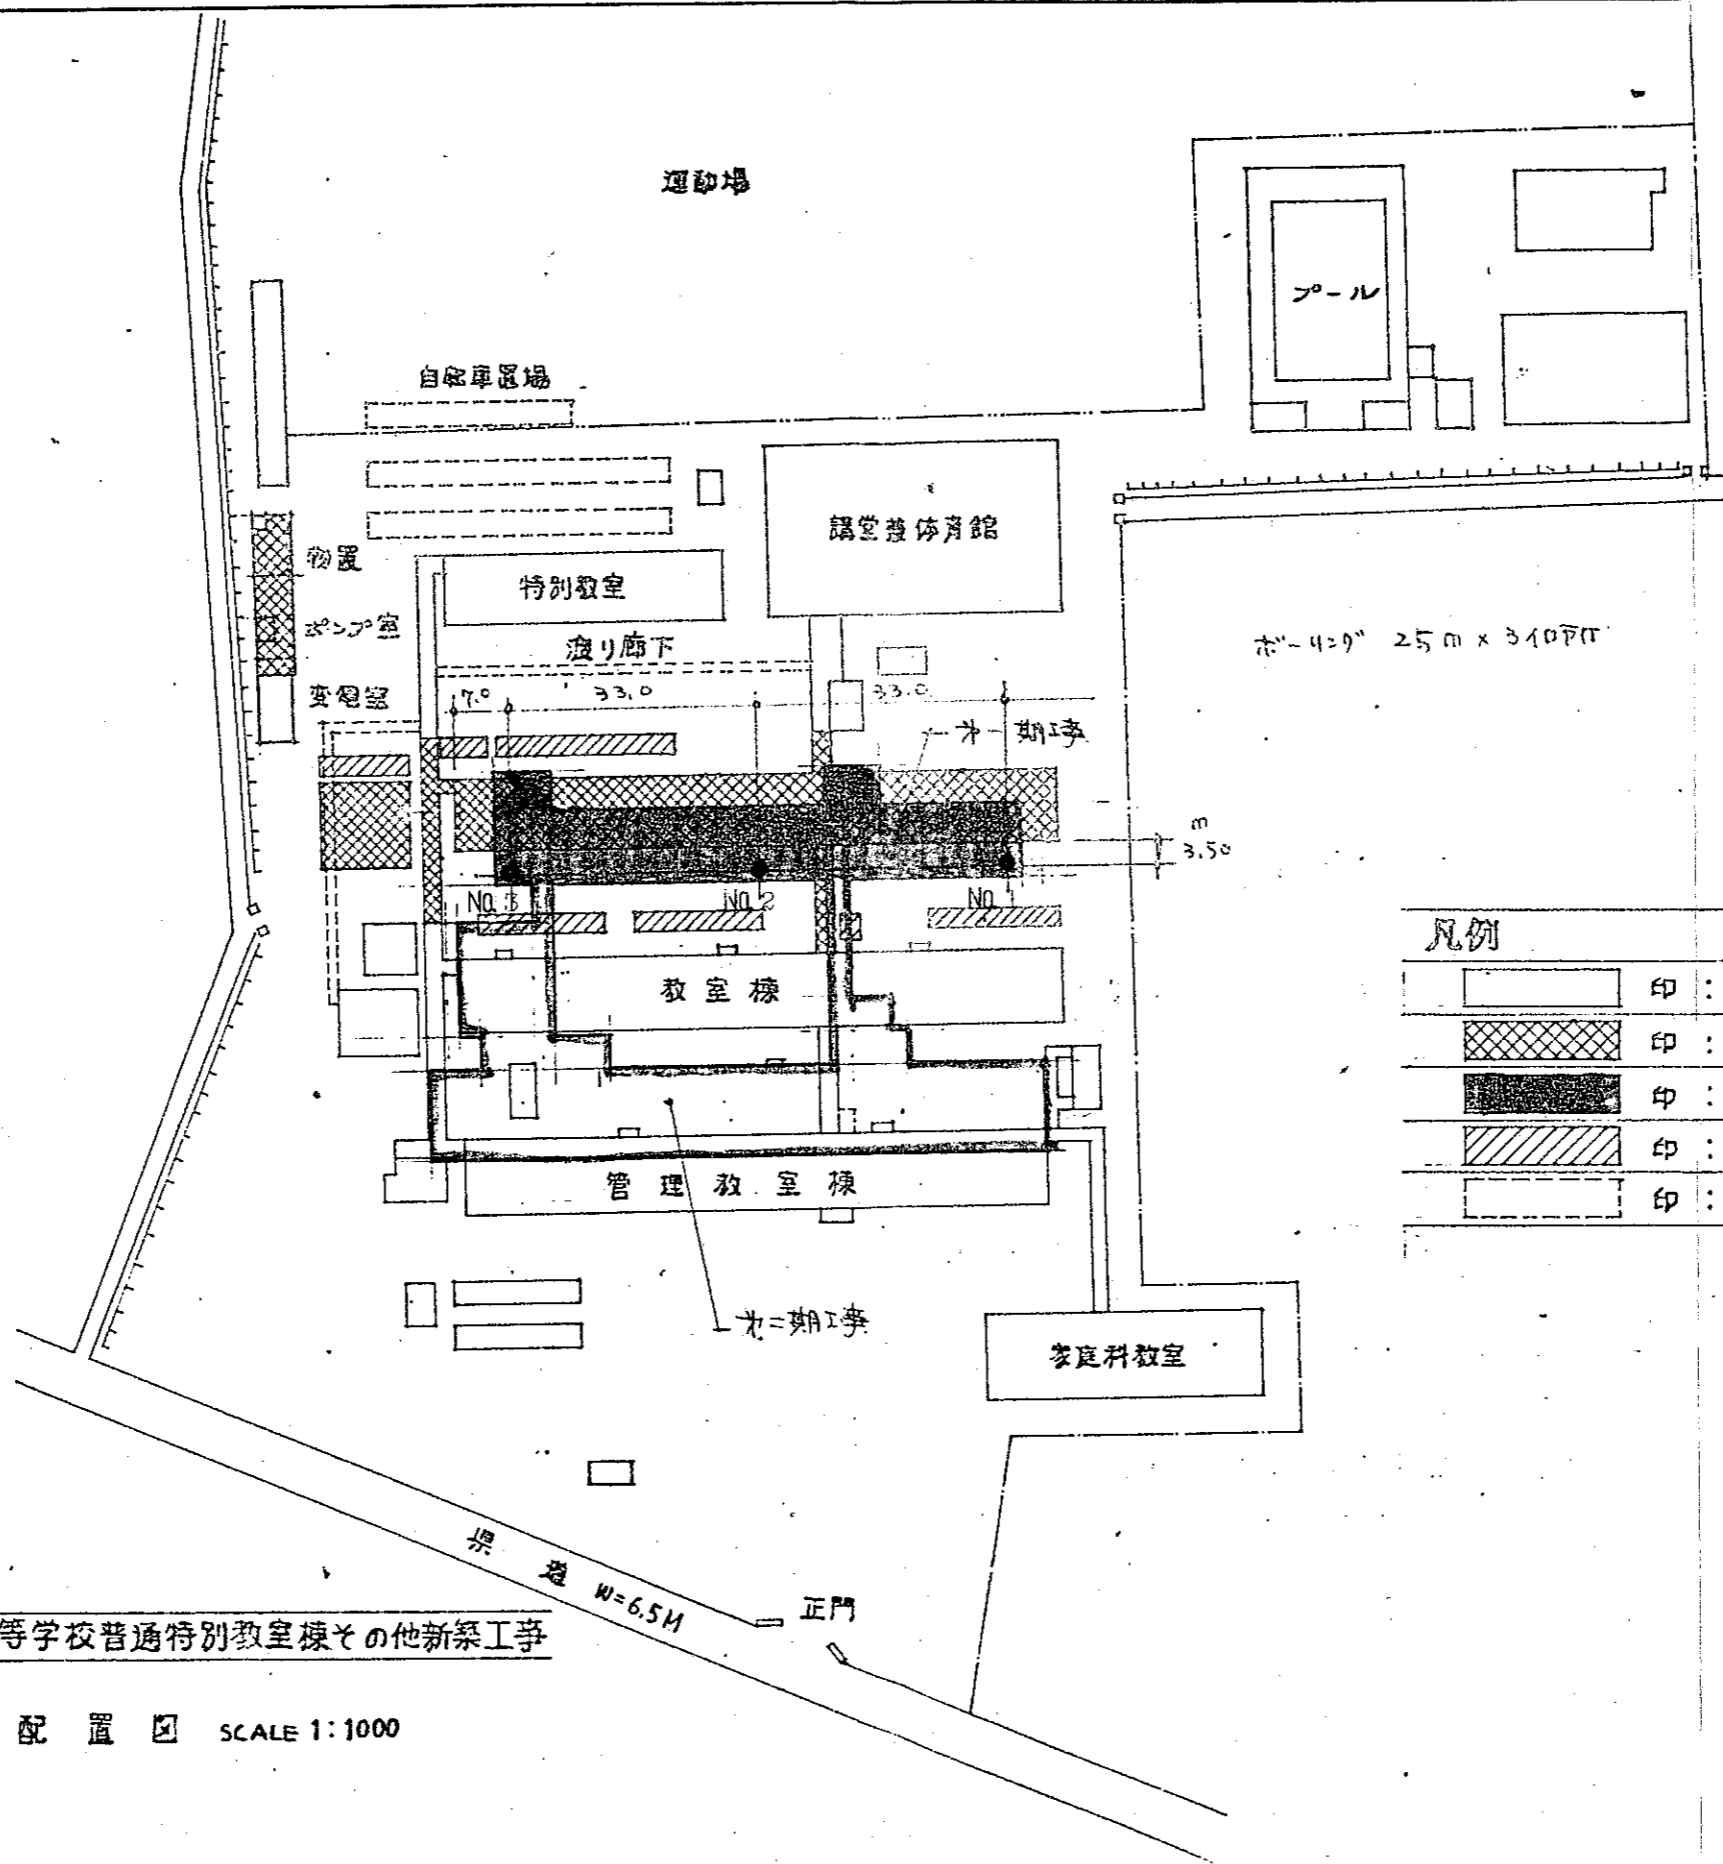 運動場
プール
自転車置場
講堂兼体育館
物置
特別教室
ポンプ室
渡り廊下
ボーリング 25m×3ケ所
変電室
7.0
33.0
33.0
第一期工事
m
3.50
No. 3
No. 2
No. 1
凡例
教室棟
印:
印:
印:
印:
印:
管理教室棟
第二期工事
家庭科教室
県道 W=6.5M
正門
等学校普通特別教室棟その他新築工事
配置図 SCALE 1:1000